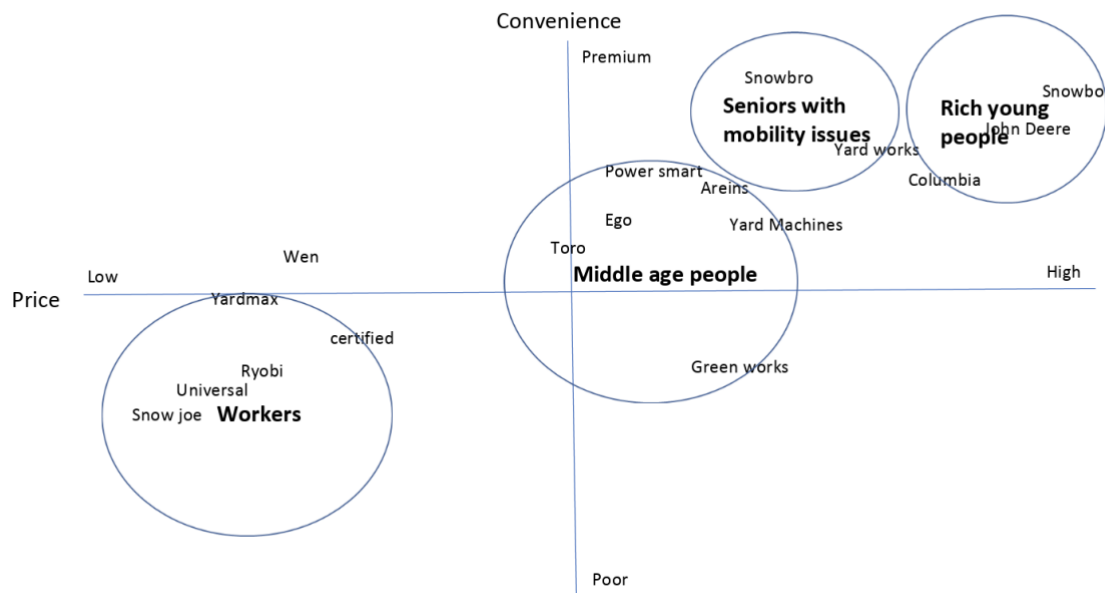 Convenience
Premium
Snowbro
Snowbo
Seniors with
mobility issues
Rich young
people
John Deere
Yard works
Power smart
Areins
Columbia
Ego
Yard Machines
Toro
Wen
Middle age people
Low
High
Price
Yardmax
certified
Ryobi
Green works
Universal
Snow joe
Workers
Poor